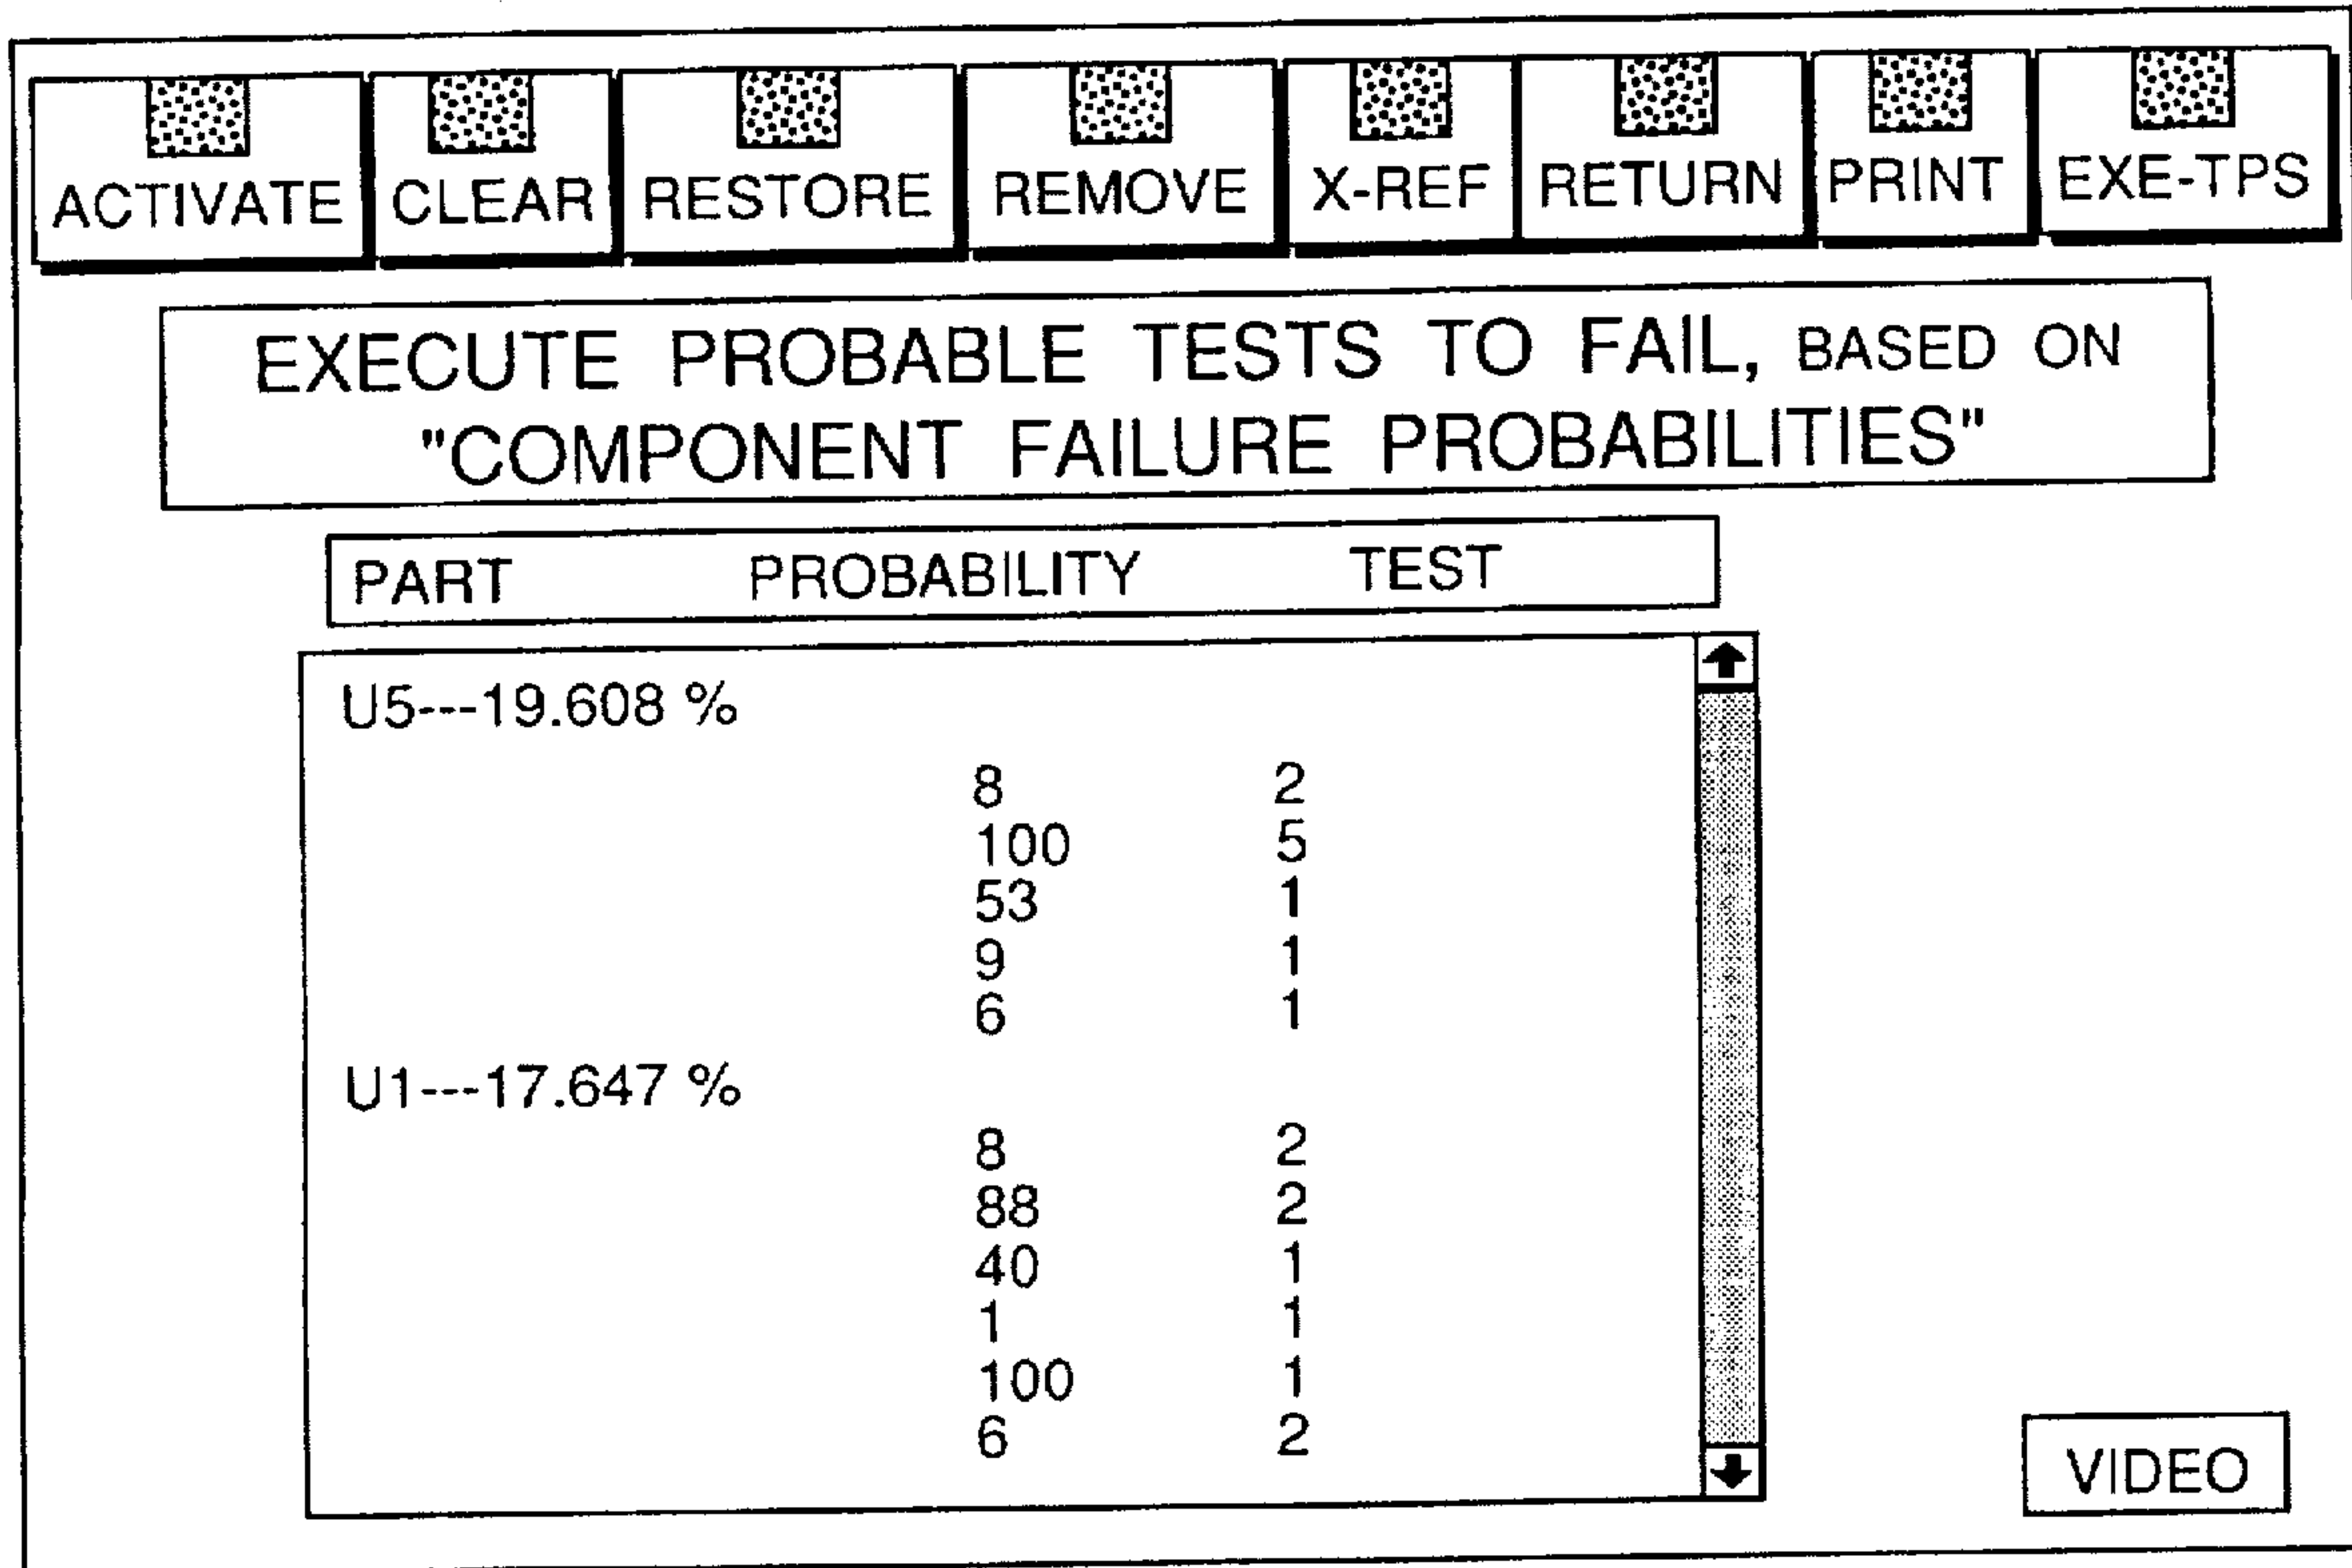 ACTIVATE CLEAR RESTORE REMOVE X-REF RETURN PRINT EXE-TPS
EXECUTE PROBABLE TESTS TO FAIL, BASED ON
"COMPONENT FAILURE PROBABILITIES"
PART PROBABILITY TEST
U5---19.608 %
8 2
100 5
53 1
9 1
6 1
U1---17.647 %
8 2
88 2
40 1
1 1
100 1
6 2
VIDEO